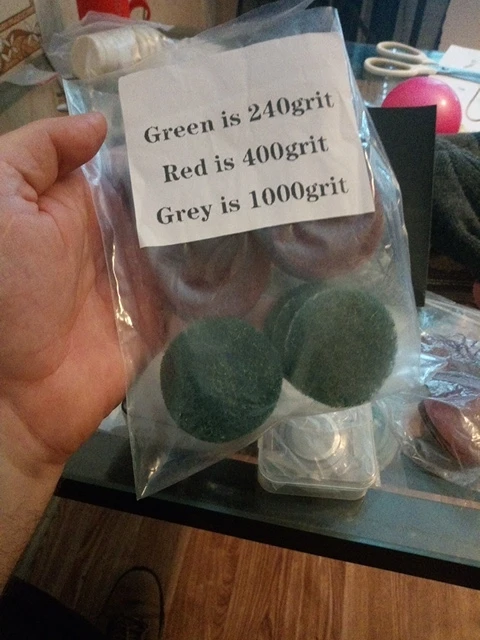 Green is 240grit
Red is 400grit
Grey is 1000grit